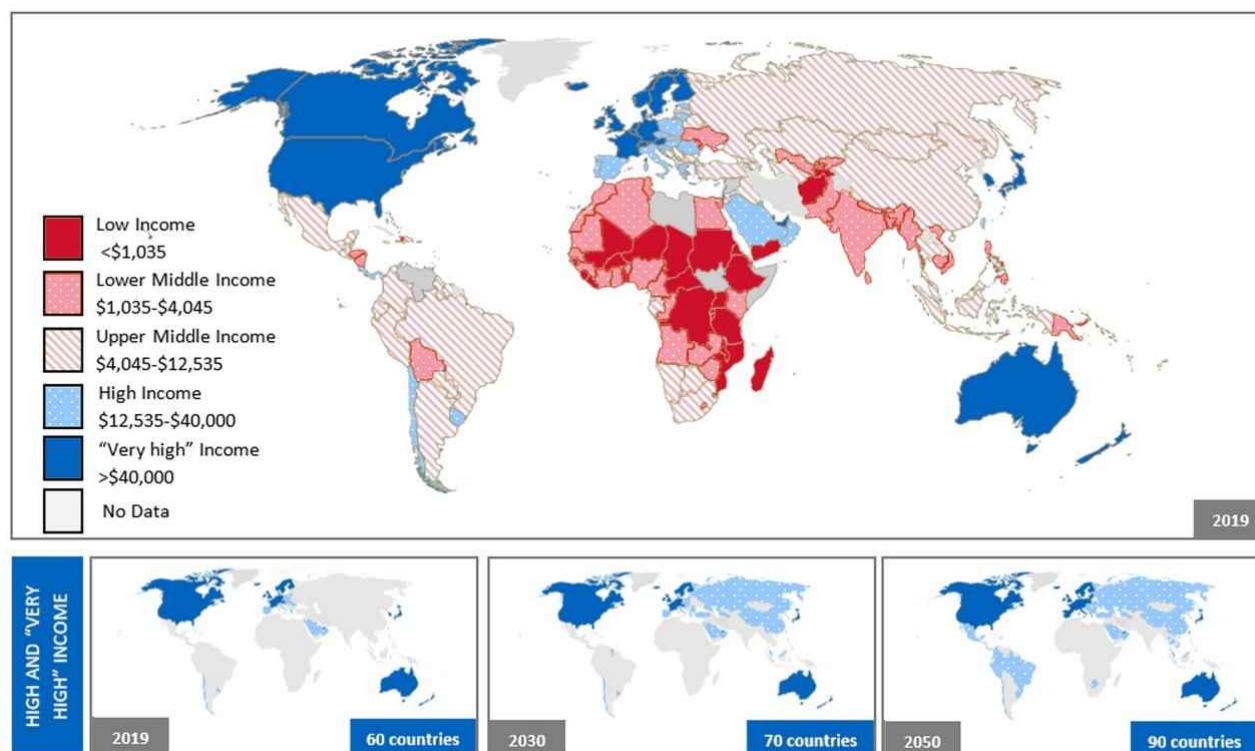 Low Income
<$1,035
Lower Middle Income
$1,035-$4,045
Upper Middle Income
$4,045-$12,535
High Income
$12,535-$40,000
“Very high” Income
>$40,000
No Data
2019
HIGH AND “VERY
HIGH” INCOME
2019
60 countries
2030
70 countries
2050
90 countries